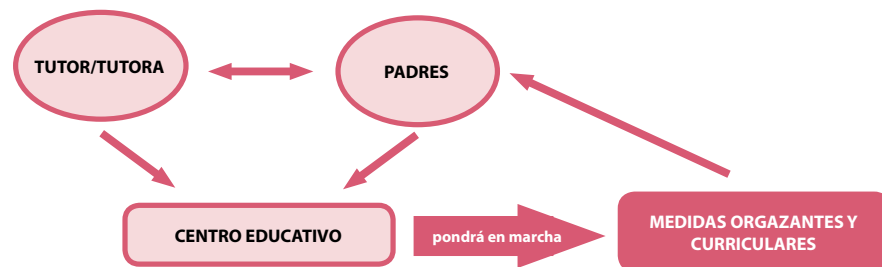 TUTOR/TUTORA
PADRES
CENTRO EDUCATIVO
pondrá en marcha
MEDIDAS ORGAZANTES Y
CURRICULARES